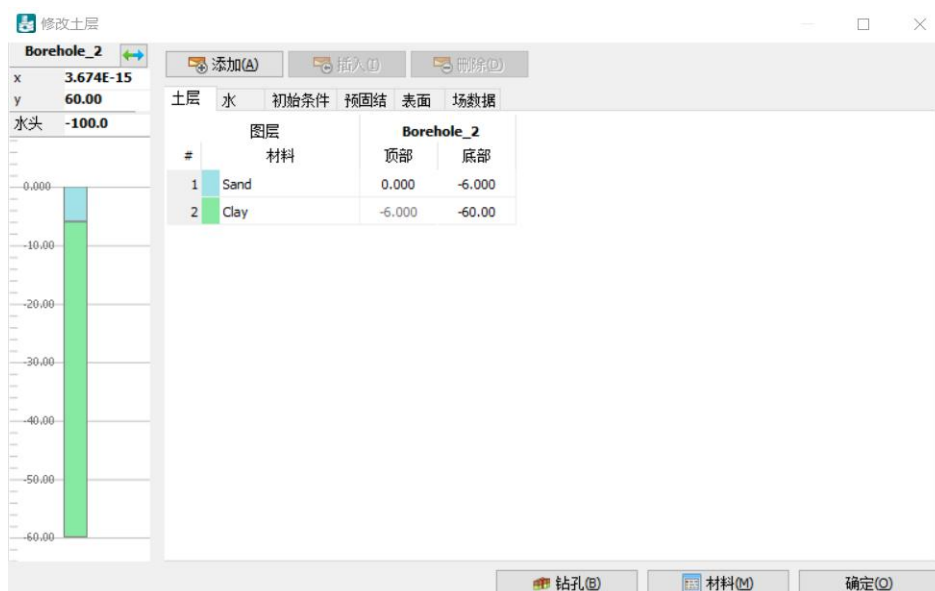 修改土层
Borehole_2
x 3.674E-15
y 60.00
水头 -100.0
0.000
-10.00
-20.00
-30.00
-40.00
-50.00
-60.00
添加(A) 插入(I) 删除(D)
土层 水 初始条件 预固结 表面 场数据
图层 Borehole_2
# 材料 顶部 底部
1 Sand 0.000 -6.000
2 Clay -6.000 -60.00
钻孔(B) 材料(M) 确定(O)